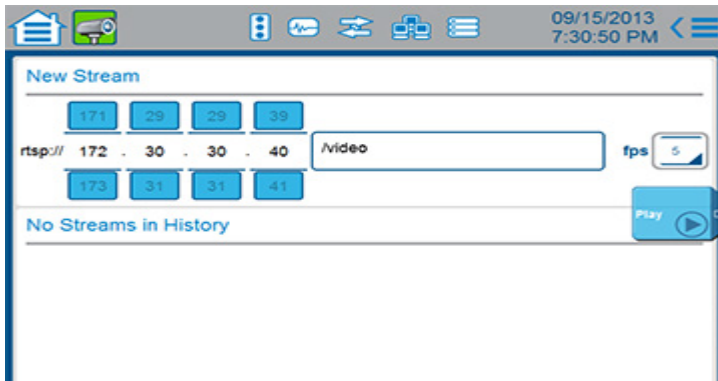 09/15/2013
7:30:50 PM
New Stream
171 29 29 39
rtsp:// 172 . 30 . 30 . 40 /video fps 5
173 31 31 41
Play
No Streams in History